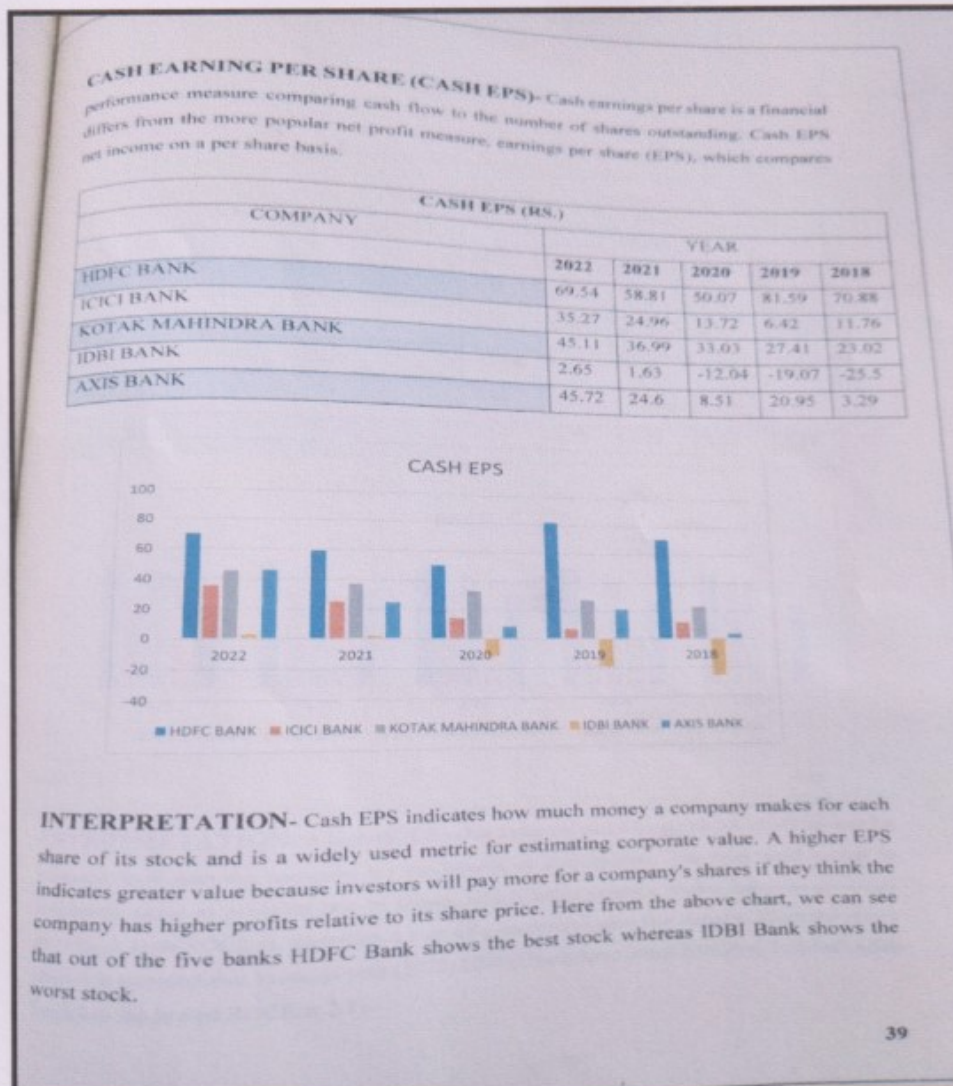 CASH EARNING PER SHARE (CASH EPS)- Cash earnings per share is a financial
performance measure comparing cash flow to the number of shares outstanding. Cash EPS
differs from the more popular net profit measure, earnings per share (EPS), which compares
net income on a per share basis.
CASH EPS (RS.)
COMPANY YEAR
2022 2021 2020 2019 2018
HDFC BANK 69.54 58.81 50.07 81.59 70.88
ICICI BANK 35.27 24.96 13.72 6.42 11.76
KOTAK MAHINDRA BANK 45.11 36.99 33.03 27.41 23.02
IDBI BANK 2.65 1.63 -12.04 -19.07 -25.5
AXIS BANK 45.72 24.6 8.51 20.95 3.29
CASH EPS
100
80
60
40
20
0
2022 2021 2020 2019 2018
-20
-40
HDFC BANK ICICI BANK KOTAK MAHINDRA BANK IDBI BANK AXIS BANK
INTERPRETATION- Cash EPS indicates how much money a company makes for each
share of its stock and is a widely used metric for estimating corporate value. A higher EPS
indicates greater value because investors will pay more for a company's shares if they think the
company has higher profits relative to its share price. Here from the above chart, we can see
that out of the five banks HDFC Bank shows the best stock whereas IDBI Bank shows the
worst stock.
39